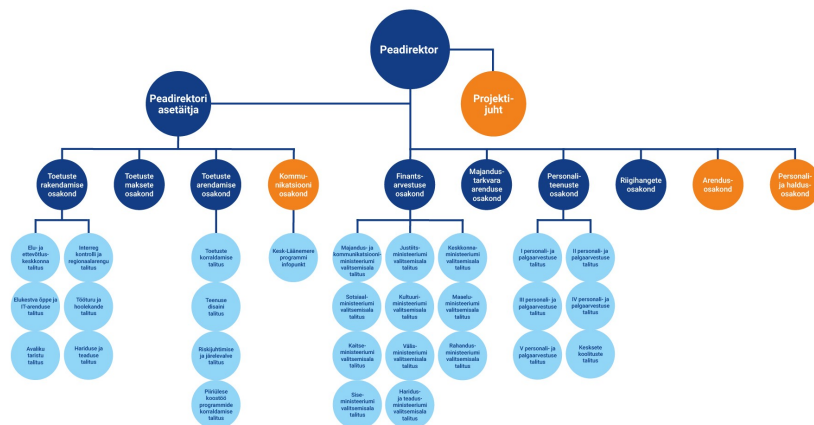 Peadirektor
Projekti-
juht
Peadirektori
asetäitja
Toetuste
rakendamise
osakond
Toetuste
maksete
osakond
Toetuste
arendamise
osakond
Kommu-
nikatsiooni
osakond
Finants-
arvestuse
osakond
Majandus-
tarkvara
arenduse osakond
Personali-
teenuste
osakond
Riigihangete
osakond
Arendus-
osakond
Personali-
ja haldus-
osakond
Elu- ja
ettevõtlus-
keskkonna
talitus
Interreg
kontrolli ja
regionaalarengu
talitus
Toetuste
korraldamise
talitus
Kesk-Läänemere
programmi
infopunkt
Majandus- ja
kommunikatsiooni-
ministeeriumi
valitsemisala
talitus
Justiits-
ministeeriumi
valitsemisala
talitus
Keskkonna-
ministeeriumi
valitsemisala
talitus
I personali- ja
palgaarvestuse
talitus
II personali- ja
palgaarvestuse
talitus
Elukestva õppe ja
IT-arenduse
talitus
Tööturu ja
hoolekande
talitus
Teenuse
disaini
talitus
Sotsiaal-
ministeeriumi
valitsemisala
talitus
Kultuuri-
ministeeriumi
valitsemisala
talitus
Maaelu-
ministeeriumi
valitsemisala
talitus
III personali- ja
palgaarvestuse
talitus
IV personali- ja
palgaarvestuse
talitus
Avaliku
taristu
talitus
Hariduse ja
teaduse
talitus
Riskijuhtimise
ja järelevalve
talitus
Kaitse-
ministeeriumi
valitsemisala
talitus
Välis-
ministeeriumi
valitsemisala
talitus
Rahandus-
ministeeriumi
valitsemisala
talitus
V personali- ja
palgaarvestuse
talitus
Kesksete
koolituste
talitus
Piiriülese
koostöö
programmide
korraldamise
talitus
Sise-
ministeeriumi
valitsemisala
talitus
Haridus-
ja teadus-
ministeeriumi
valitsemisala
talitus